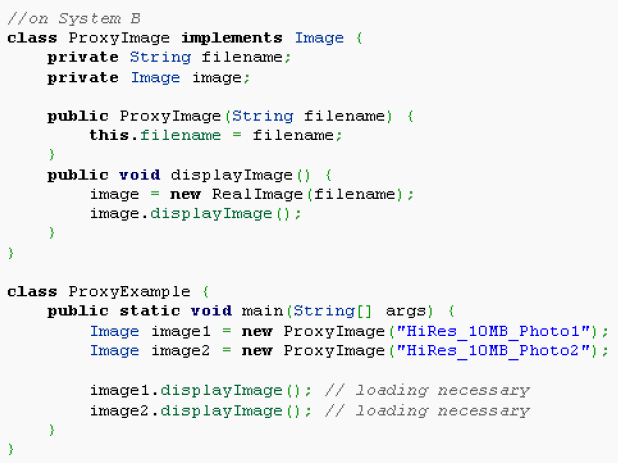 //on System B
class ProxyImage implements Image {
    private String filename;
    private Image image;

    public ProxyImage(String filename) {
        this.filename = filename;
    }
    public void displayImage() {
        image = new RealImage(filename);
        image.displayImage();
    }
}

class ProxyExample {
    public static void main(String[] args) {
        Image image1 = new ProxyImage("HiRes_10MB_Photo1");
        Image image2 = new ProxyImage("HiRes_10MB_Photo2");

        image1.displayImage(); // loading necessary
        image2.displayImage(); // loading necessary
    }
}